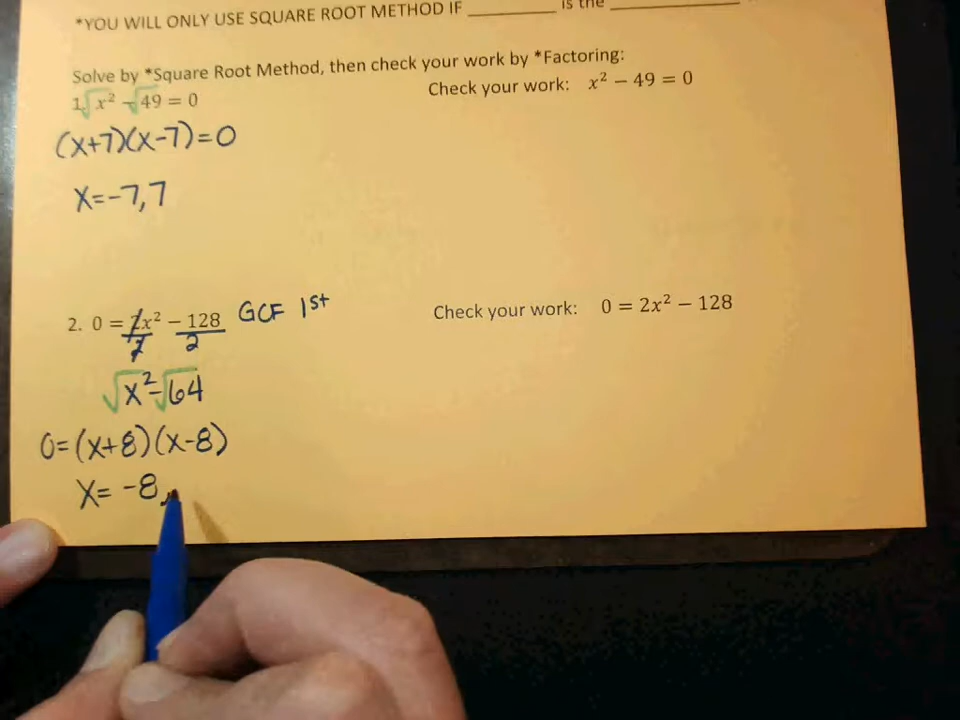 *YOU WILL ONLY USE SQUARE ROOT METHOD IF __________ is the _______________
Solve by *Square Root Method, then check your work by *Factoring:
1. √x² − √49 = 0
Check your work: x² − 49 = 0
(x+7)(x-7)=0
X=-7,7
2. 0 = 2x²/2 − 128/2 GCF 1st
Check your work: 0 = 2x² − 128
√x² - √64
0=(x+8)(x-8)
X= -8,